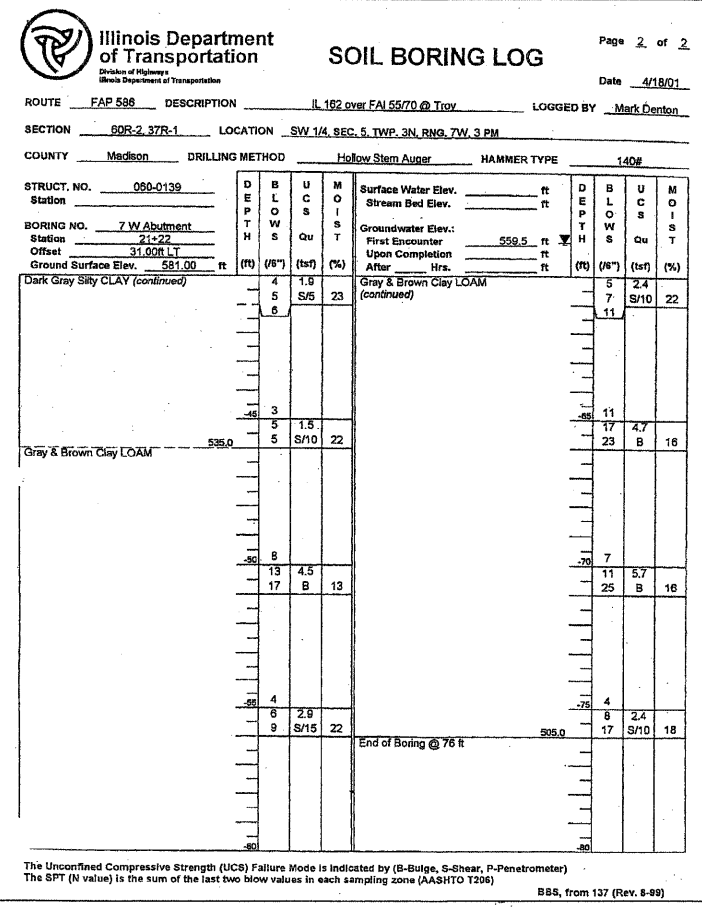 Illinois Department
of Transportation
Division of Highways
Illinois Department of Transportation
SOIL BORING LOG
Page 2 of 2
Date 4/18/01
ROUTE FAP 586 DESCRIPTION IL 162 over FAI 55/70 @ Troy LOGGED BY Mark Denton
SECTION 60R-2, 37R-1 LOCATION SW 1/4, SEC. 5, TWP. 3N, RNG. 7W, 3 PM
COUNTY Madison DRILLING METHOD Hollow Stem Auger HAMMER TYPE 140#
STRUCT. NO. 060-0139
Station
BORING NO. 7 W Abutment
Station 21+22
Offset 31.00ft LT
Ground Surface Elev. 581.00 ft
DEPTH (ft)
BLOWS (/6")
UCS Qu (tsf)
MOIST (%)
Surface Water Elev. ft
Stream Bed Elev. ft
Groundwater Elev.:
First Encounter 559.5 ft
Upon Completion ft
After Hrs. ft
DEPTH (ft)
BLOWS (/6")
UCS Qu (tsf)
MOIST (%)
Dark Gray Silty CLAY (continued) 4 1.9
5 S/5 23
6
-45 3
5 1.5
535.0 5 S/10 22
Gray & Brown Clay LOAM
-50 8
13 4.5
17 B 13
-55 4
6 2.9
9 S/15 22
-60
Gray & Brown Clay LOAM 5 2.4
(continued) 7 S/10 22
11
-65 11
17 4.7
23 B 16
-70 7
11 5.7
25 B 16
-75 4
8 2.4
505.0 17 S/10 18
End of Boring @ 76 ft
-80
The Unconfined Compressive Strength (UCS) Failure Mode is indicated by (B-Bulge, S-Shear, P-Penetrometer)
The SPT (N value) is the sum of the last two blow values in each sampling zone (AASHTO T206)
BBS, from 137 (Rev. 8-99)